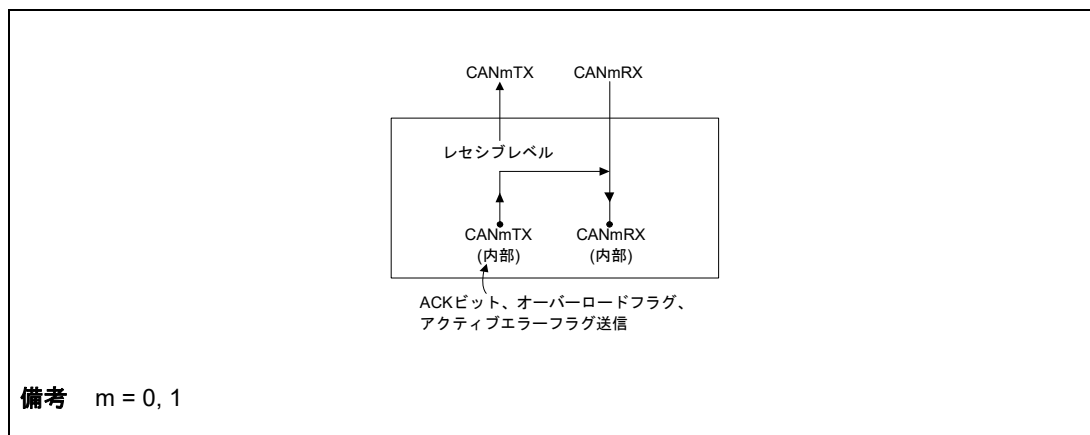 CANmTX CANmRX
レセシブレベル
CANmTX CANmRX
(内部) (内部)
ACKビット、オーバーロードフラグ、
アクティブエラーフラグ送信
備考 m = 0, 1